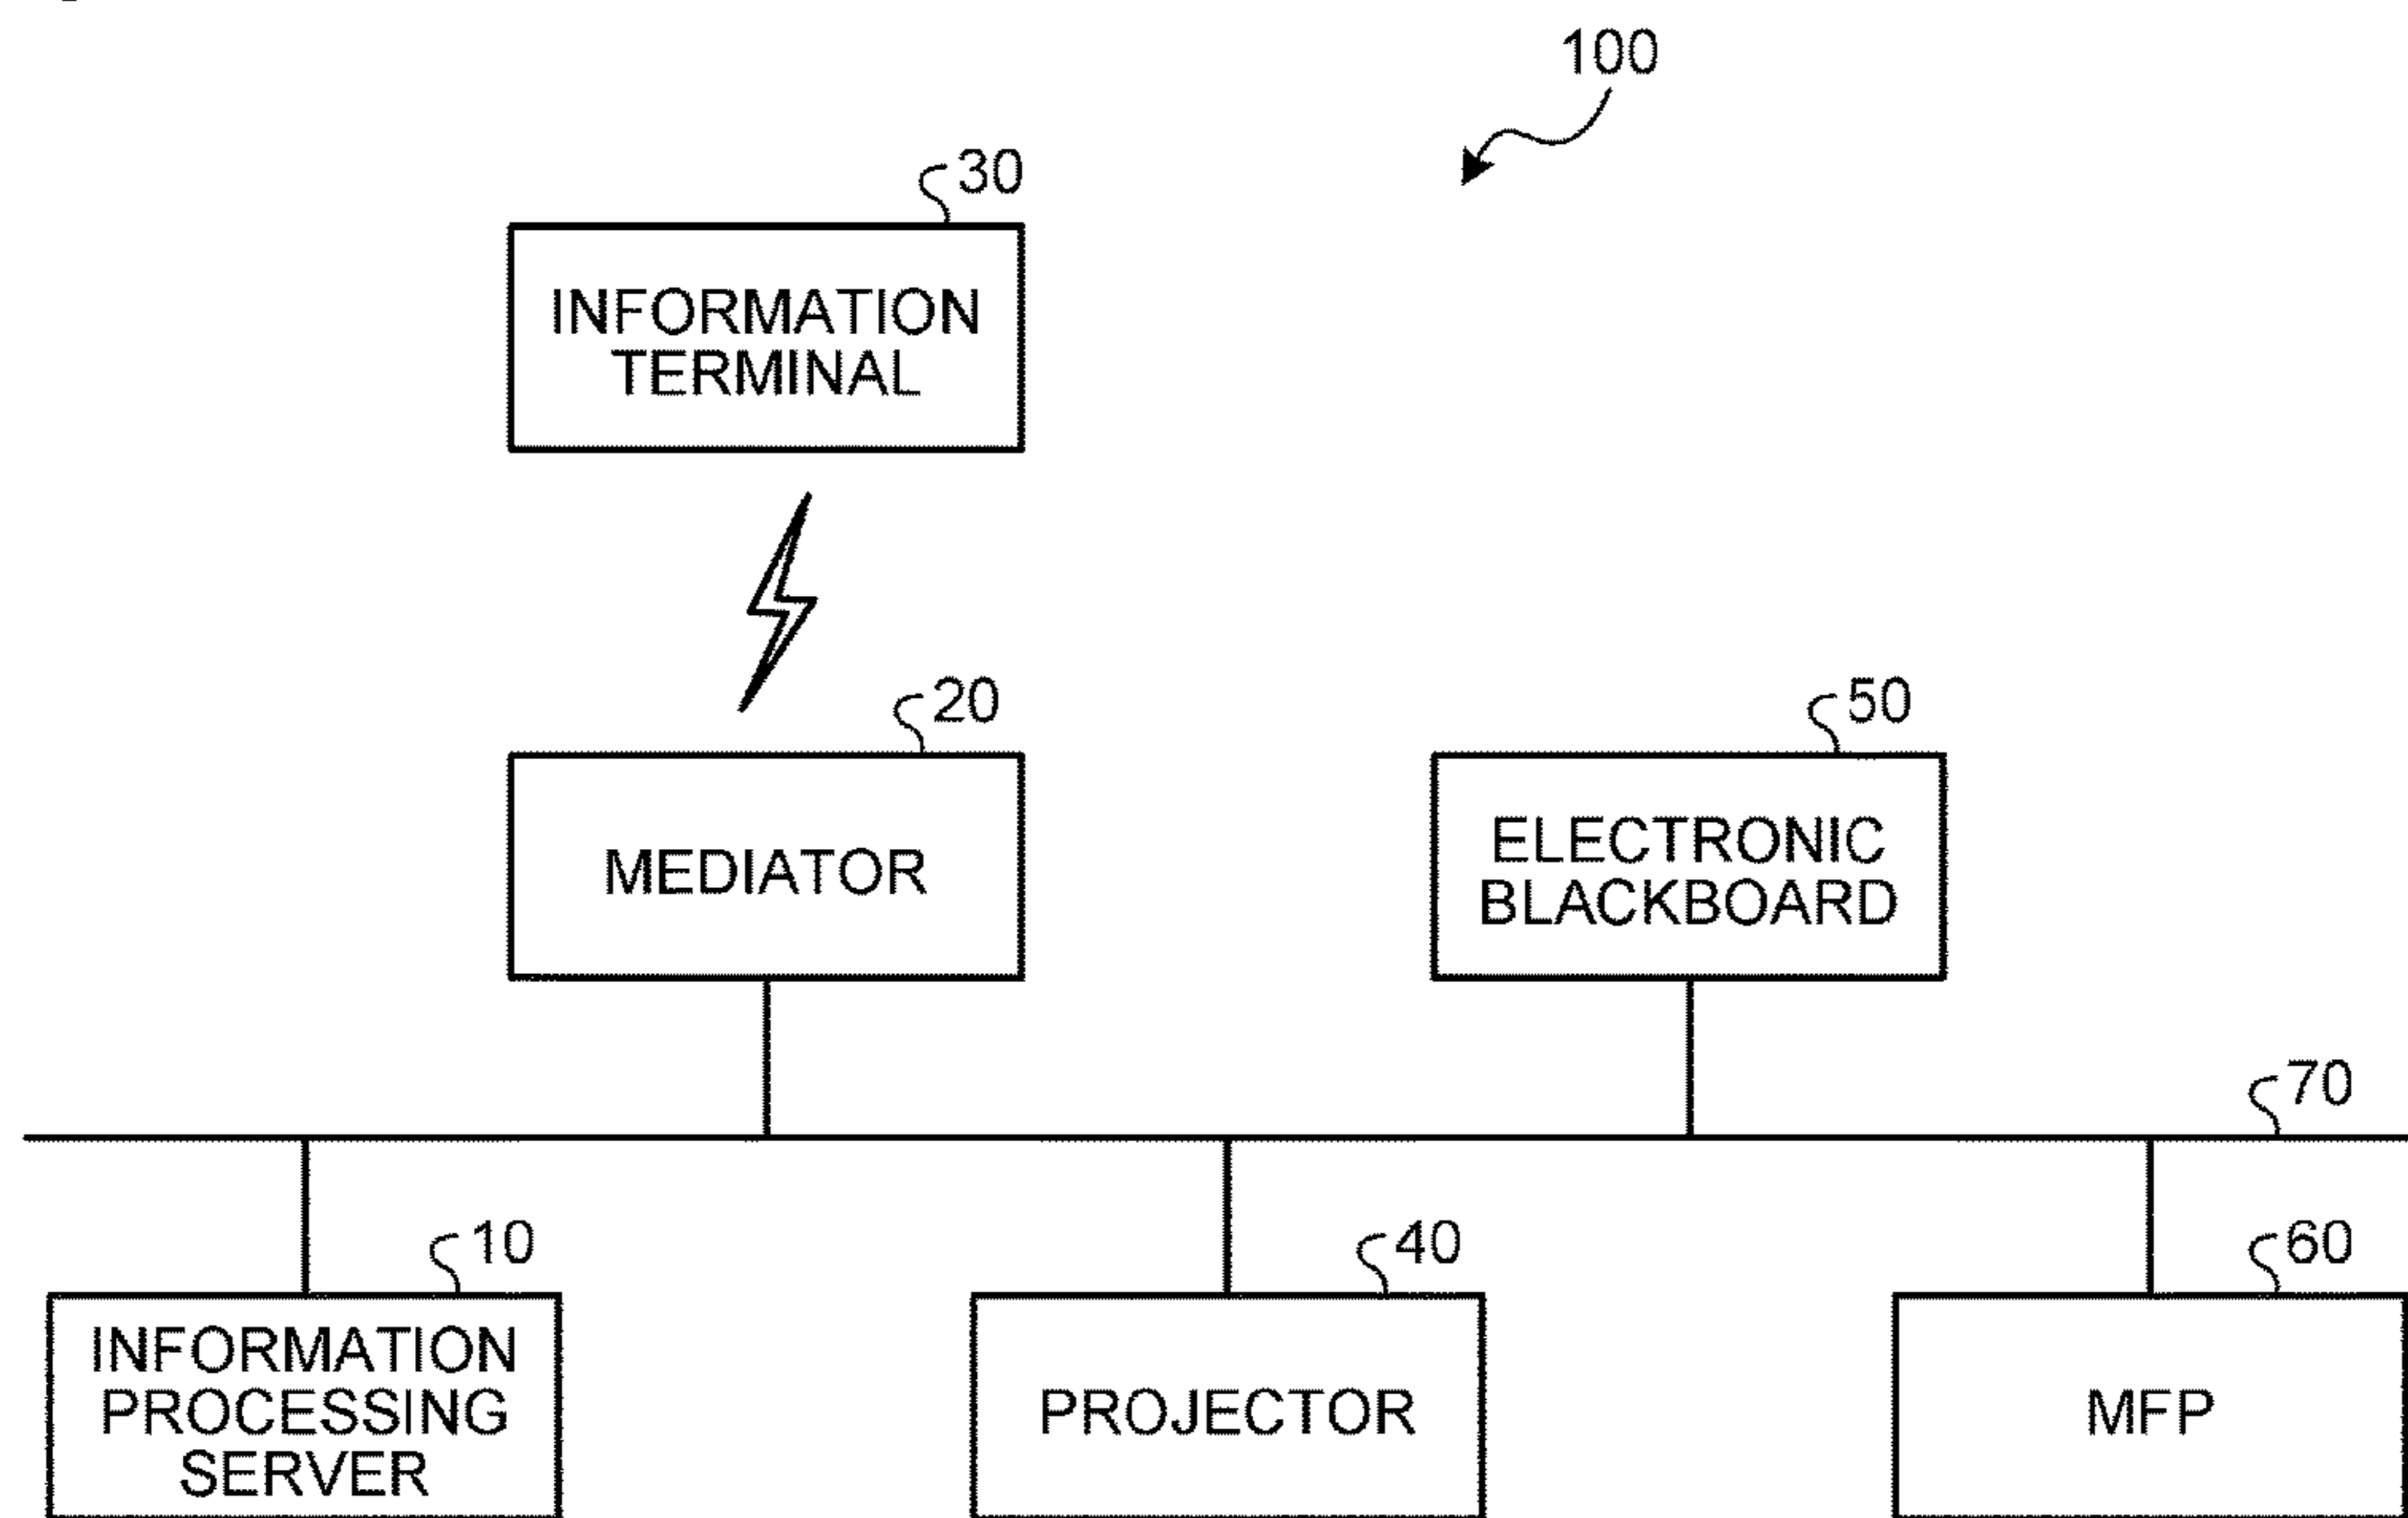 100
30
INFORMATION
TERMINAL
20
50
MEDIATOR
ELECTRONIC
BLACKBOARD
70
10
40
60
INFORMATION
PROCESSING
SERVER
PROJECTOR
MFP